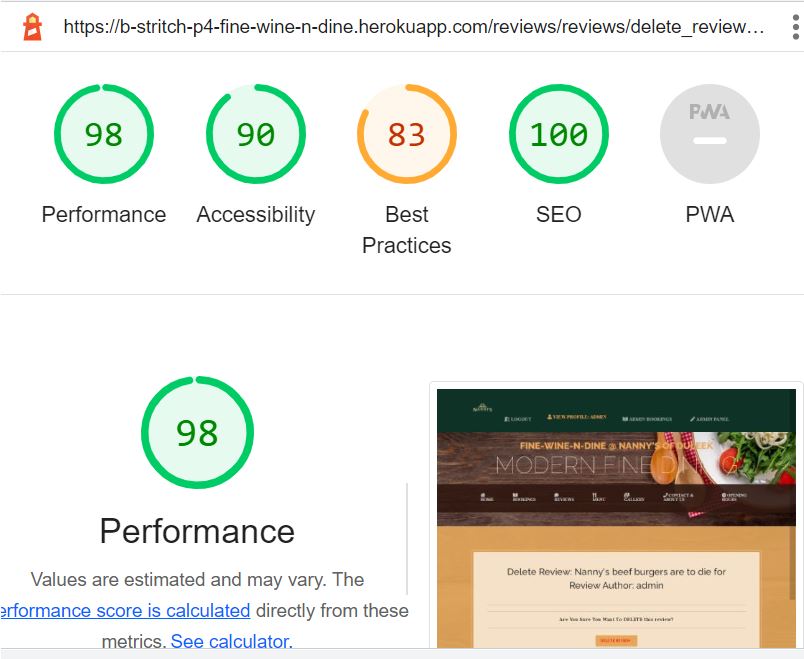 https://b-stritch-p4-fine-wine-n-dine.herokuapp.com/reviews/reviews/delete_review…
98
90
83
100
PWA
Performance
Accessibility
Best
Practices
SEO
PWA
98
Performance
Values are estimated and may vary. The
erformance score is calculated directly from these
metrics. See calculator.
NANNY'S
LOGOUT
VIEW PROFILE: ADMIN
ADMIN BOOKINGS
ADMIN PANEL
FINE-WINE-N-DINE @ NANNY'S OF
MODERN FINE DINING
HOME
BOOKINGS
REVIEWS
MENU
GALLERY
CONTACT &
ABOUT US
OPENING
HOURS
Delete Review: Nanny's beef burgers are to die for
Review Author: admin
Are You Sure You Want To DELETE this review?
DELETE REVIEW